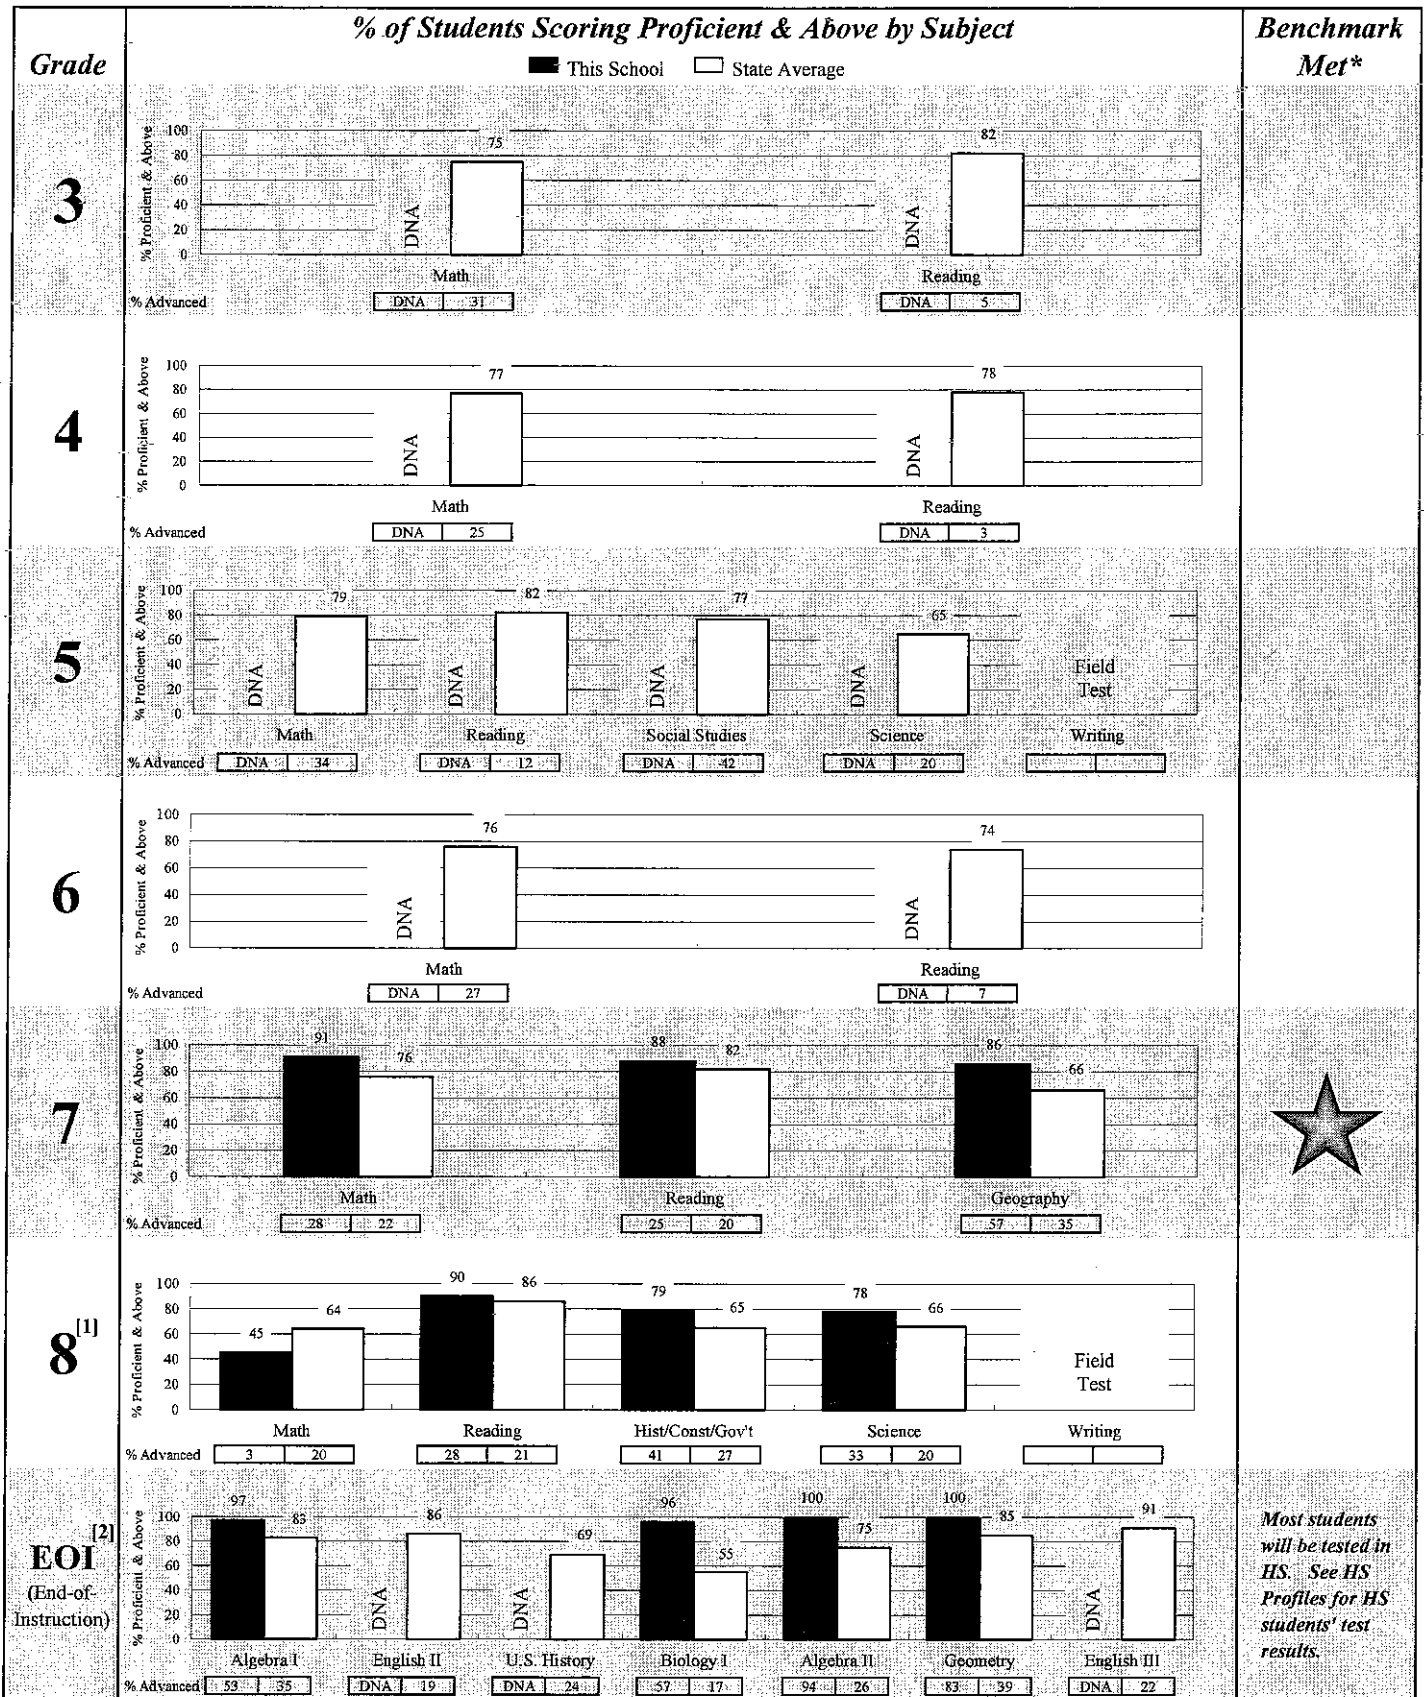 % of Students Scoring Proficient & Above by Subject
Grade
Benchmark
Met*
This School State Average
3
% Proficient & Above
100
80
60
40
20
0
75
82
DNA
DNA
Math Reading
% Advanced DNA 31 DNA 5
4
% Proficient & Above
100
80
60
40
20
0
77
78
DNA
DNA
Math Reading
% Advanced DNA 25 DNA 3
5
% Proficient & Above
100
80
60
40
20
0
79
82
77
65
DNA
DNA
DNA
DNA
Field
Test
Math Reading Social Studies Science Writing
% Advanced DNA 34 DNA 12 DNA 42 DNA 20
6
% Proficient & Above
100
80
60
40
20
0
76
74
DNA
DNA
Math Reading
% Advanced DNA 27 DNA 7
7
% Proficient & Above
100
80
60
40
20
0
91
76
88
82
86
66
Math Reading Geography
% Advanced 28 22 25 20 57 35
8[1]
% Proficient & Above
100
80
60
40
20
0
45
64
90
86
79
65
78
66
Field
Test
Math Reading Hist/Const/Gov't Science Writing
% Advanced 3 20 28 21 41 27 33 20
EOI[2]
(End-of-
Instruction)
% Proficient & Above
100
80
60
40
20
0
97
83
DNA
86
DNA
69
96
55
100
75
100
85
DNA
91
Algebra I English II U.S. History Biology I Algebra II Geometry English III
% Advanced 53 35 DNA 19 DNA 24 57 17 94 26 83 39 DNA 22
Most students
will be tested in
HS. See HS
Profiles for HS
students' test
results.